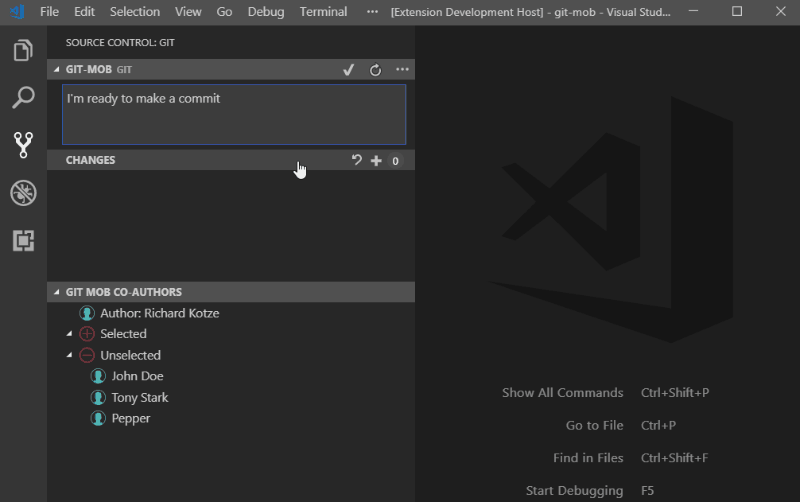 File Edit Selection View Go Debug Terminal ··· [Extension Development Host] - git-mob - Visual Stud...
SOURCE CONTROL: GIT
GIT-MOB GIT
I'm ready to make a commit
CHANGES 0
GIT MOB CO-AUTHORS
Author: Richard Kotze
Selected
Unselected
John Doe
Tony Stark
Pepper
Show All Commands Ctrl+Shift+P
Go to File Ctrl+P
Find in Files Ctrl+Shift+F
Start Debugging F5